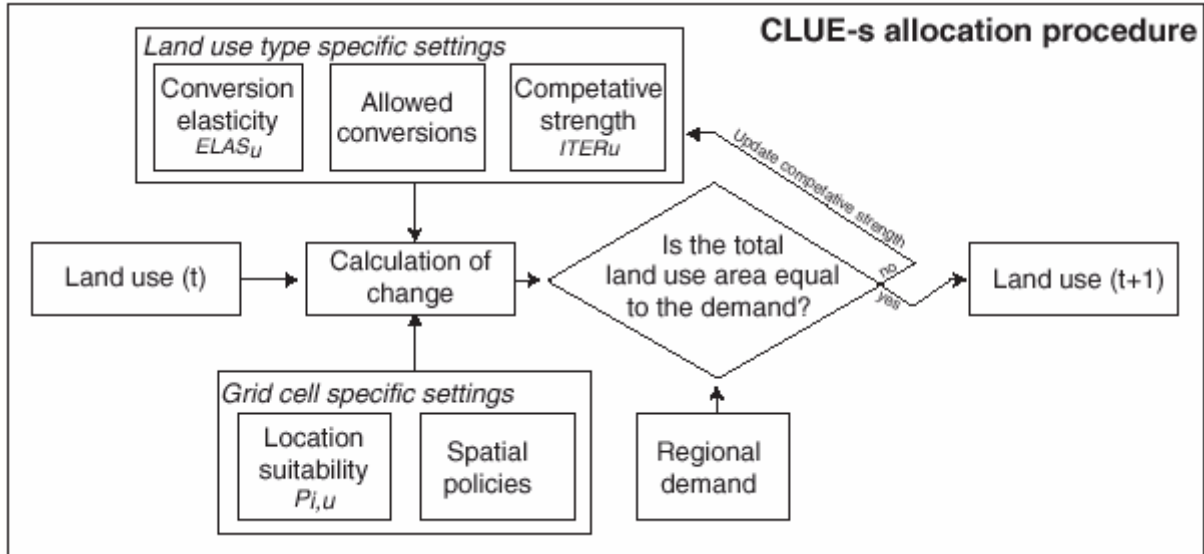 CLUE-s allocation procedure
Land use type specific settings
Conversion
elasticity
ELASu
Allowed
conversions
Competative
strength
ITERu
Update competative strength
Land use (t)
Calculation of
change
Is the total
land use area equal
to the demand?
no
yes
Land use (t+1)
Grid cell specific settings
Location
suitability
Pi,u
Spatial
policies
Regional
demand